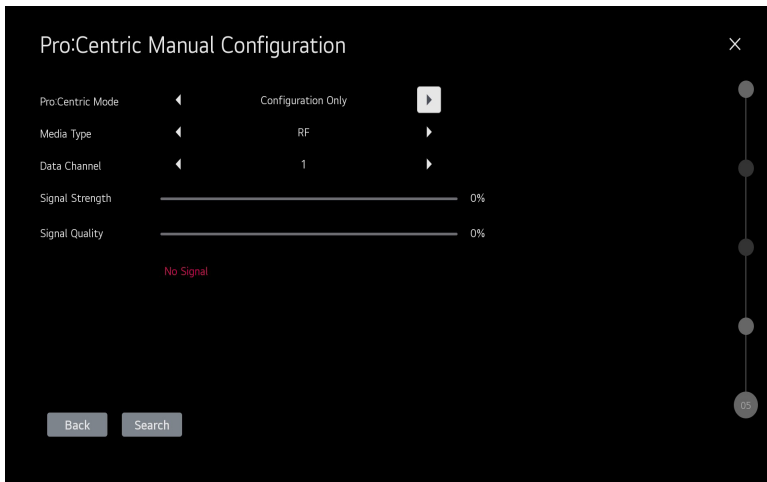 Pro:Centric Manual Configuration
Pro:Centric Mode Configuration Only
Media Type RF
Data Channel 1
Signal Strength 0%
Signal Quality 0%
No Signal
05
Back Search